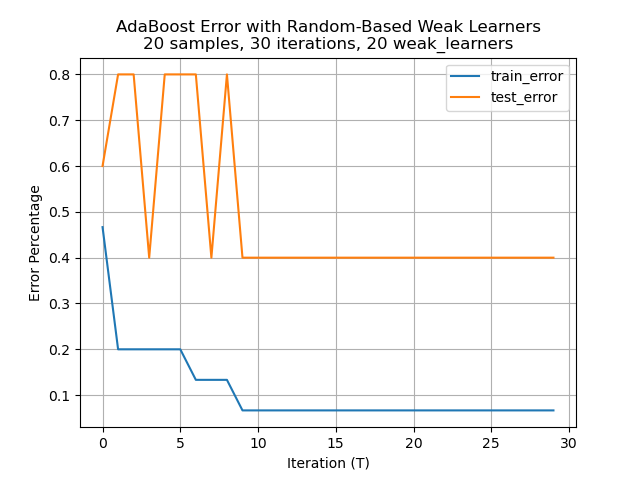 AdaBoost Error with Random-Based Weak Learners
20 samples, 30 iterations, 20 weak_learners
train_error
test_error
0.8
0.7
0.6
0.5
0.4
0.3
0.2
0.1
Error Percentage
0 5 10 15 20 25 30
Iteration (T)